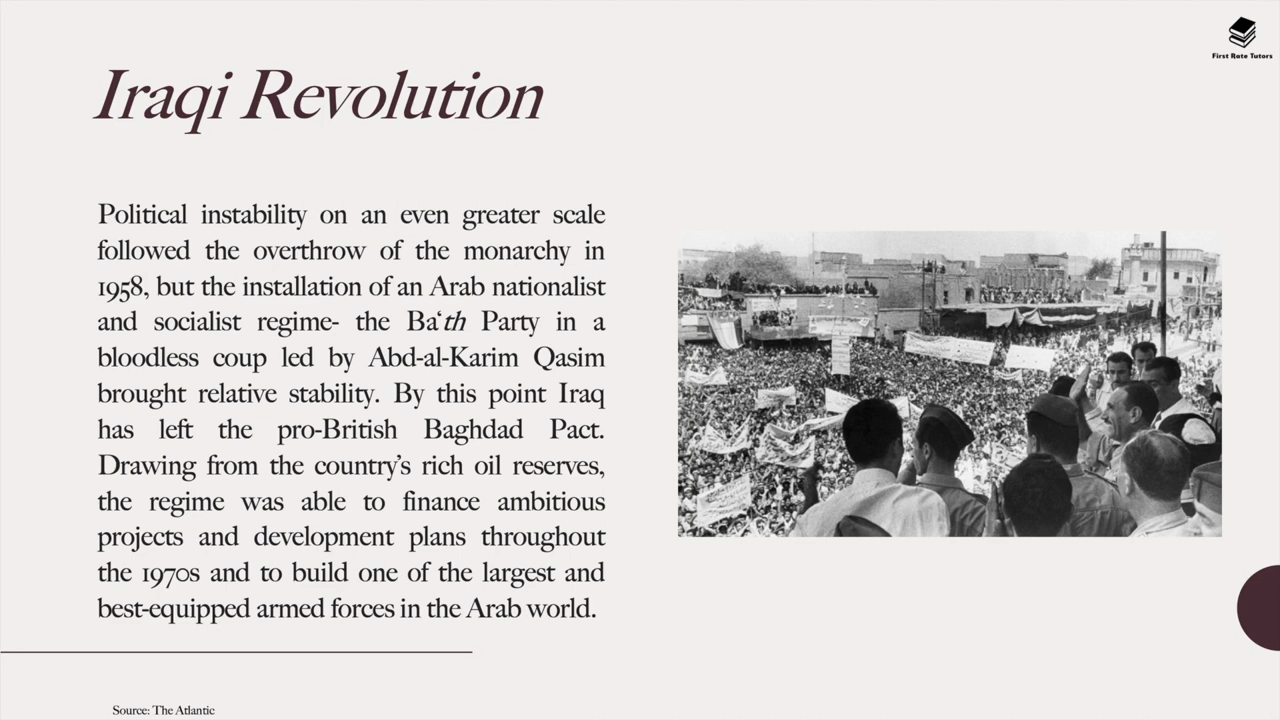 First Rate Tutors
Iraqi Revolution
Political instability on an even greater scale
followed the overthrow of the monarchy in
1958, but the installation of an Arab nationalist
and socialist regime- the Ba‘th Party in a
bloodless coup led by Abd-al-Karim Qasim
brought relative stability. By this point Iraq
has left the pro-British Baghdad Pact.
Drawing from the country’s rich oil reserves,
the regime was able to finance ambitious
projects and development plans throughout
the 1970s and to build one of the largest and
best-equipped armed forces in the Arab world.
Source: The Atlantic